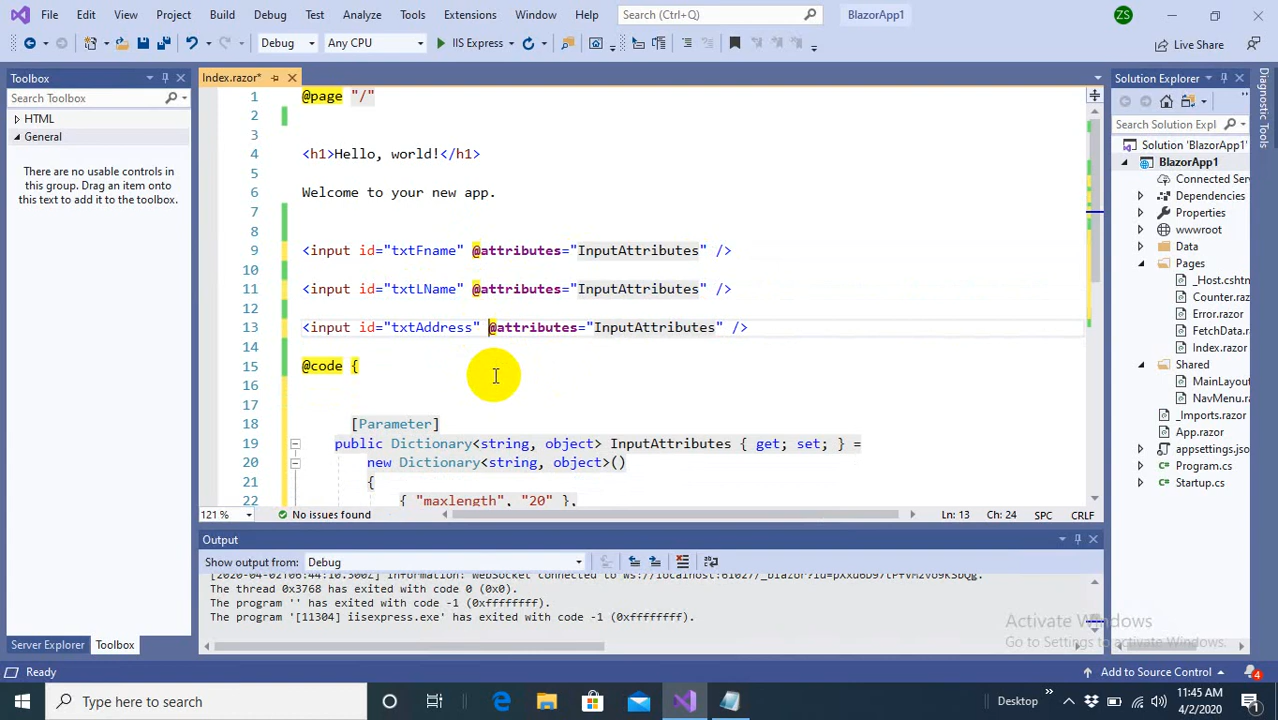 File Edit View Project Build Debug Test Analyze Tools Extensions Window Help Search (Ctrl+Q) BlazorApp1 ZS
Debug Any CPU IIS Express Live Share
Toolbox
Search Toolbox
HTML
General
There are no usable controls in
this group. Drag an item onto
this text to add it to the toolbox.
Server Explorer Toolbox
Index.razor*
1 @page "/"
2
3
4 <h1>Hello, world!</h1>
5
6 Welcome to your new app.
7
8
9 <input id="txtFname" @attributes="InputAttributes" />
10
11 <input id="txtLName" @attributes="InputAttributes" />
12
13 <input id="txtAddress" @attributes="InputAttributes" />
14
15 @code {
16
17
18 [Parameter]
19 public Dictionary<string, object> InputAttributes { get; set; } =
20 new Dictionary<string, object>()
21 {
22 { "maxlength", "20" },
121 % No issues found Ln: 13 Ch: 24 SPC CRLF
Output
Show output from: Debug
The thread 0x3768 has exited with code 0 (0x0).
The program '' has exited with code -1 (0xffffffff).
The program '[11304] iisexpress.exe' has exited with code -1 (0xffffffff).
Solution Explorer
Search Solution Expl
Solution 'BlazorApp1'
BlazorApp1
Connected Ser
Dependencies
Properties
wwwroot
Data
Pages
_Host.cshtn
Counter.raz
Error.razor
FetchData.
Index.razor
Shared
MainLayout
NavMenu.ra
_Imports.razor
App.razor
appsettings.jso
Program.cs
Startup.cs
Diagnostic Tools
Activate Windows
Go to Settings to activate Windows.
Ready Add to Source Control 4
Type here to search Desktop 11:45 AM
4/2/2020 1